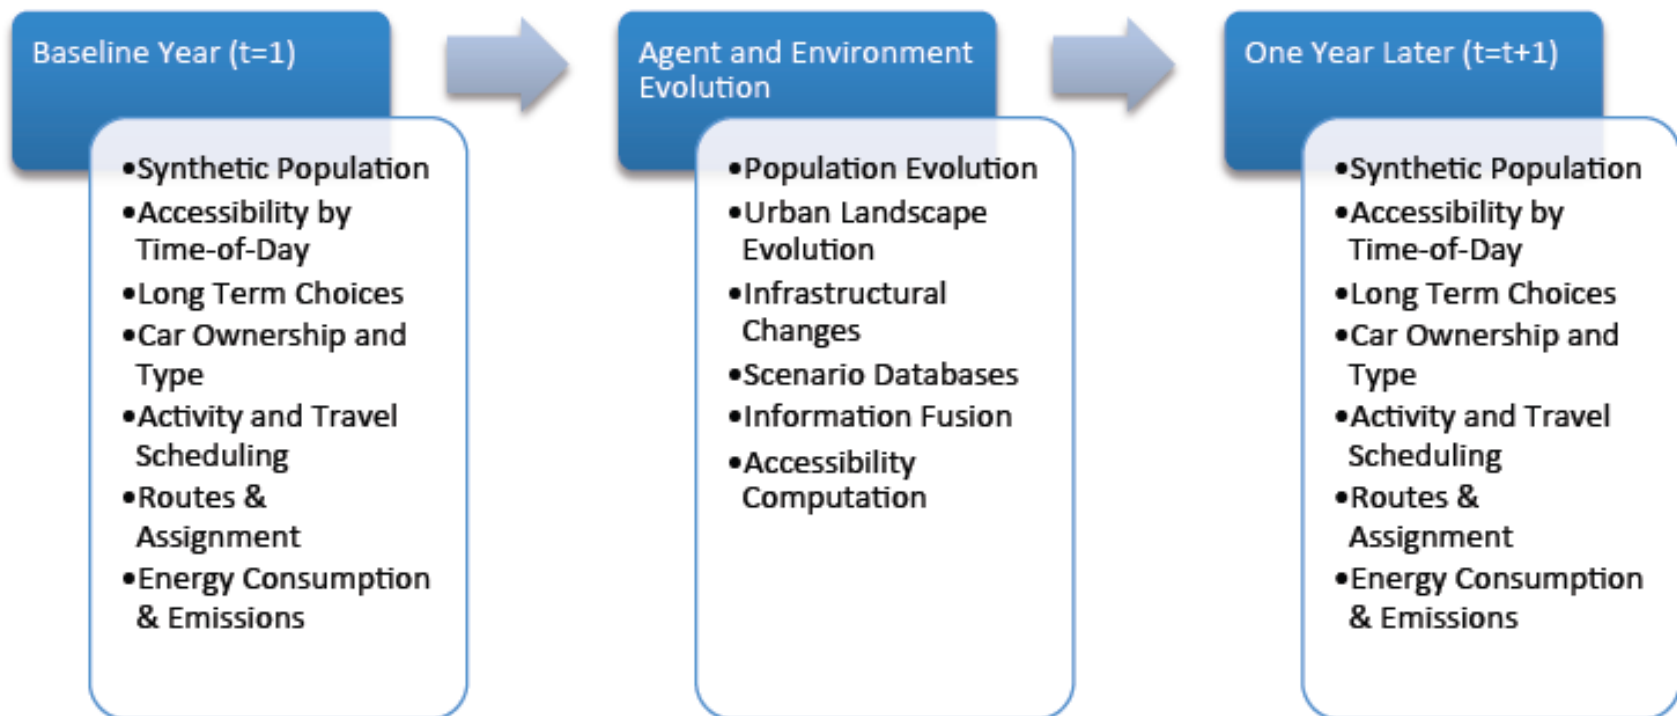 Baseline Year (t=1)
•Synthetic Population
•Accessibility by
Time-of-Day
•Long Term Choices
•Car Ownership and
Type
•Activity and Travel
Scheduling
•Routes &
Assignment
•Energy Consumption
& Emissions
Agent and Environment
Evolution
•Population Evolution
•Urban Landscape
Evolution
•Infrastructural
Changes
•Scenario Databases
•Information Fusion
•Accessibility
Computation
One Year Later (t=t+1)
•Synthetic Population
•Accessibility by
Time-of-Day
•Long Term Choices
•Car Ownership and
Type
•Activity and Travel
Scheduling
•Routes &
Assignment
•Energy Consumption
& Emissions